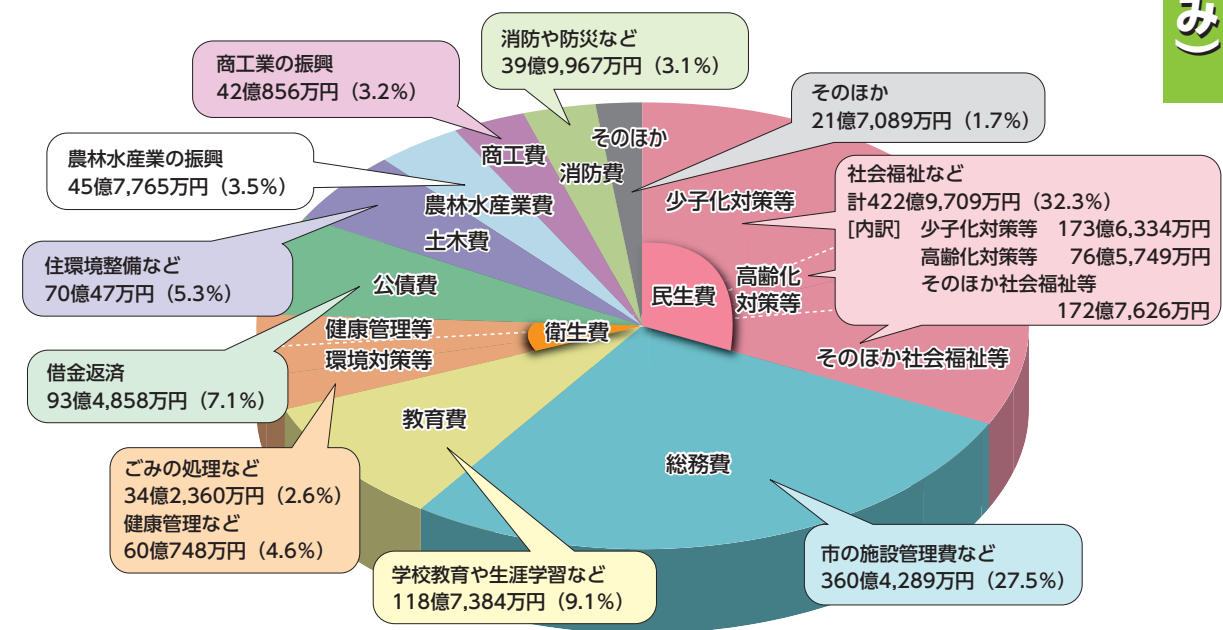 み）
消防や防災など
39億9,967万円（3.1%）
商工業の振興
42億856万円（3.2%）
そのほか
21億7,089万円（1.7%）
農林水産業の振興
45億7,765万円（3.5%）
社会福祉など
計422億9,709万円（32.3%）
［内訳］ 少子化対策等 173億6,334万円
高齢化対策等 76億5,749万円
そのほか社会福祉等
172億7,626万円
住環境整備など
70億47万円（5.3%）
借金返済
93億4,858万円（7.1%）
ごみの処理など
34億2,360万円（2.6%）
健康管理など
60億748万円（4.6%）
学校教育や生涯学習など
118億7,384万円（9.1%）
市の施設管理費など
360億4,289万円（27.5%）
そのほか
消防費
商工費
農林水産業費
土木費
公債費
健康管理等
環境対策等
衛生費
教育費
総務費
民生費
少子化対策等
高齢化
対策等
そのほか社会福祉等